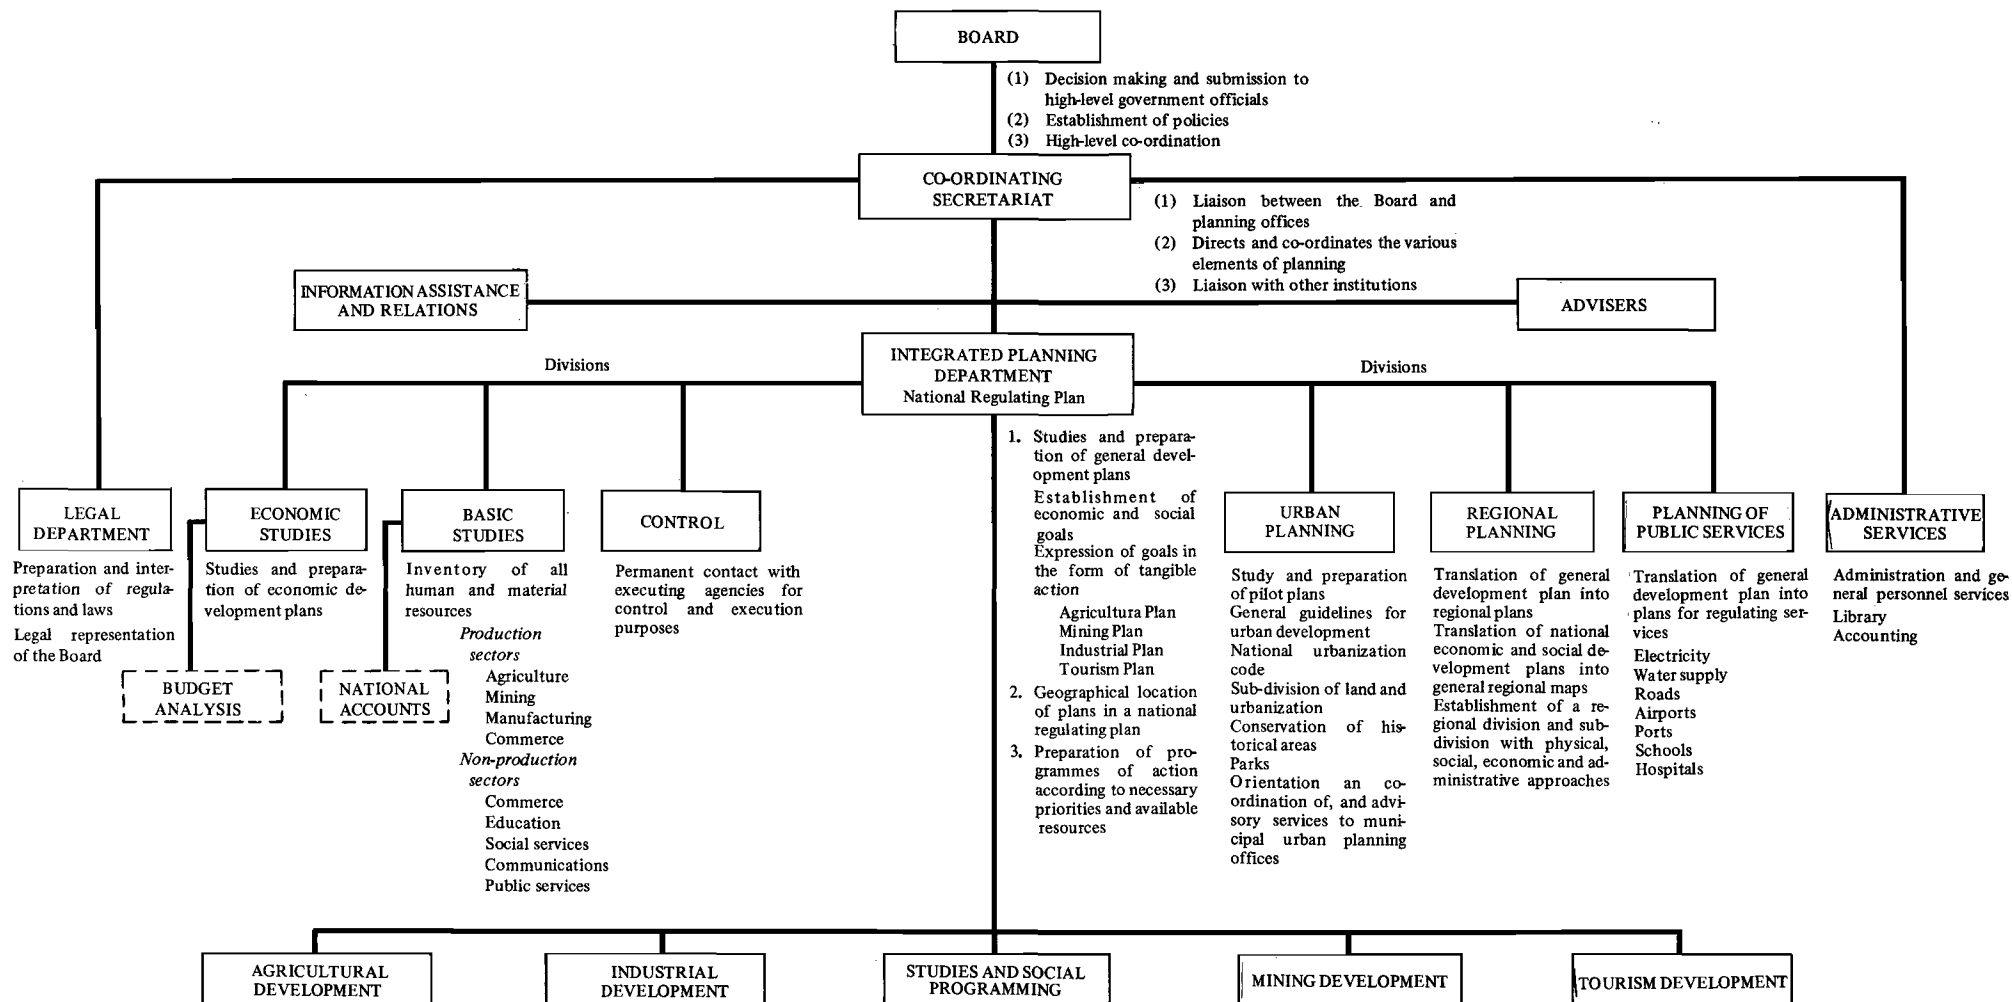 BOARD
(1) Decision making and submission to
high-level government officials
(2) Establishment of policies
(3) High-level co-ordination
CO-ORDINATING
SECRETARIAT
(1) Liaison between the Board and
planning offices
(2) Directs and co-ordinates the various
elements of planning
(3) Liaison with other institutions
INFORMATION ASSISTANCE
AND RELATIONS
ADVISERS
INTEGRATED PLANNING
DEPARTMENT
National Regulating Plan
Divisions
Divisions
1. Studies and prepara-
tion of general devel-
opment plans
Establishment of
economic and social
goals
Expression of goals in
the form of tangible
action
Agricultura Plan
Mining Plan
Industrial Plan
Tourism Plan
2. Geographical location
of plans in a national
regulating plan
3. Preparation of pro-
grammes of action
according to necessary
priorities and available
resources
LEGAL
DEPARTMENT
Preparation and inter-
pretation of regula-
tions and laws
Legal representation
of the Board
ECONOMIC
STUDIES
Studies and prepara-
tion of economic de-
velopment plans
BUDGET
ANALYSIS
BASIC
STUDIES
Inventory of all
human and material
resources
Production
sectors
Agriculture
Mining
Manufacturing
Commerce
Non-production
sectors
Commerce
Education
Social services
Communications
Public services
NATIONAL
ACCOUNTS
CONTROL
Permanent contact with
executing agencies for
control and execution
purposes
URBAN
PLANNING
Study and preparation
of pilot plans
General guidelines for
urban development
National urbanization
code
Sub-division of land and
urbanization
Conservation of his-
torical areas
Parks
Orientation an co-
ordination of, and advi-
sory services to muni-
cipal urban planning
offices
REGIONAL
PLANNING
Translation of general
development plan into
regional plans
Translation of national
economic and social de-
velopment plans into
general regional maps
Establishment of a re-
gional division and sub-
division with physical,
social, economic and ad-
ministrative approaches
PLANNING OF
PUBLIC SERVICES
Translation of general
development plan into
plans for regulating ser-
vices
Electricity
Water supply
Roads
Airports
Ports
Schools
Hospitals
ADMINISTRATIVE
SERVICES
Administration and ge-
neral personnel services
Library
Accounting
AGRICULTURAL
DEVELOPMENT
INDUSTRIAL
DEVELOPMENT
STUDIES AND SOCIAL
PROGRAMMING
MINING DEVELOPMENT
TOURISM DEVELOPMENT